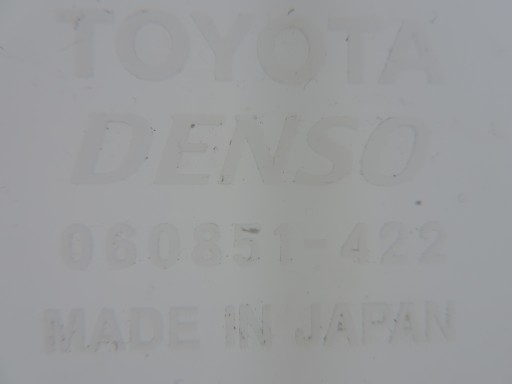 TOYOTA
DENSO
060851-422
MADE IN JAPAN